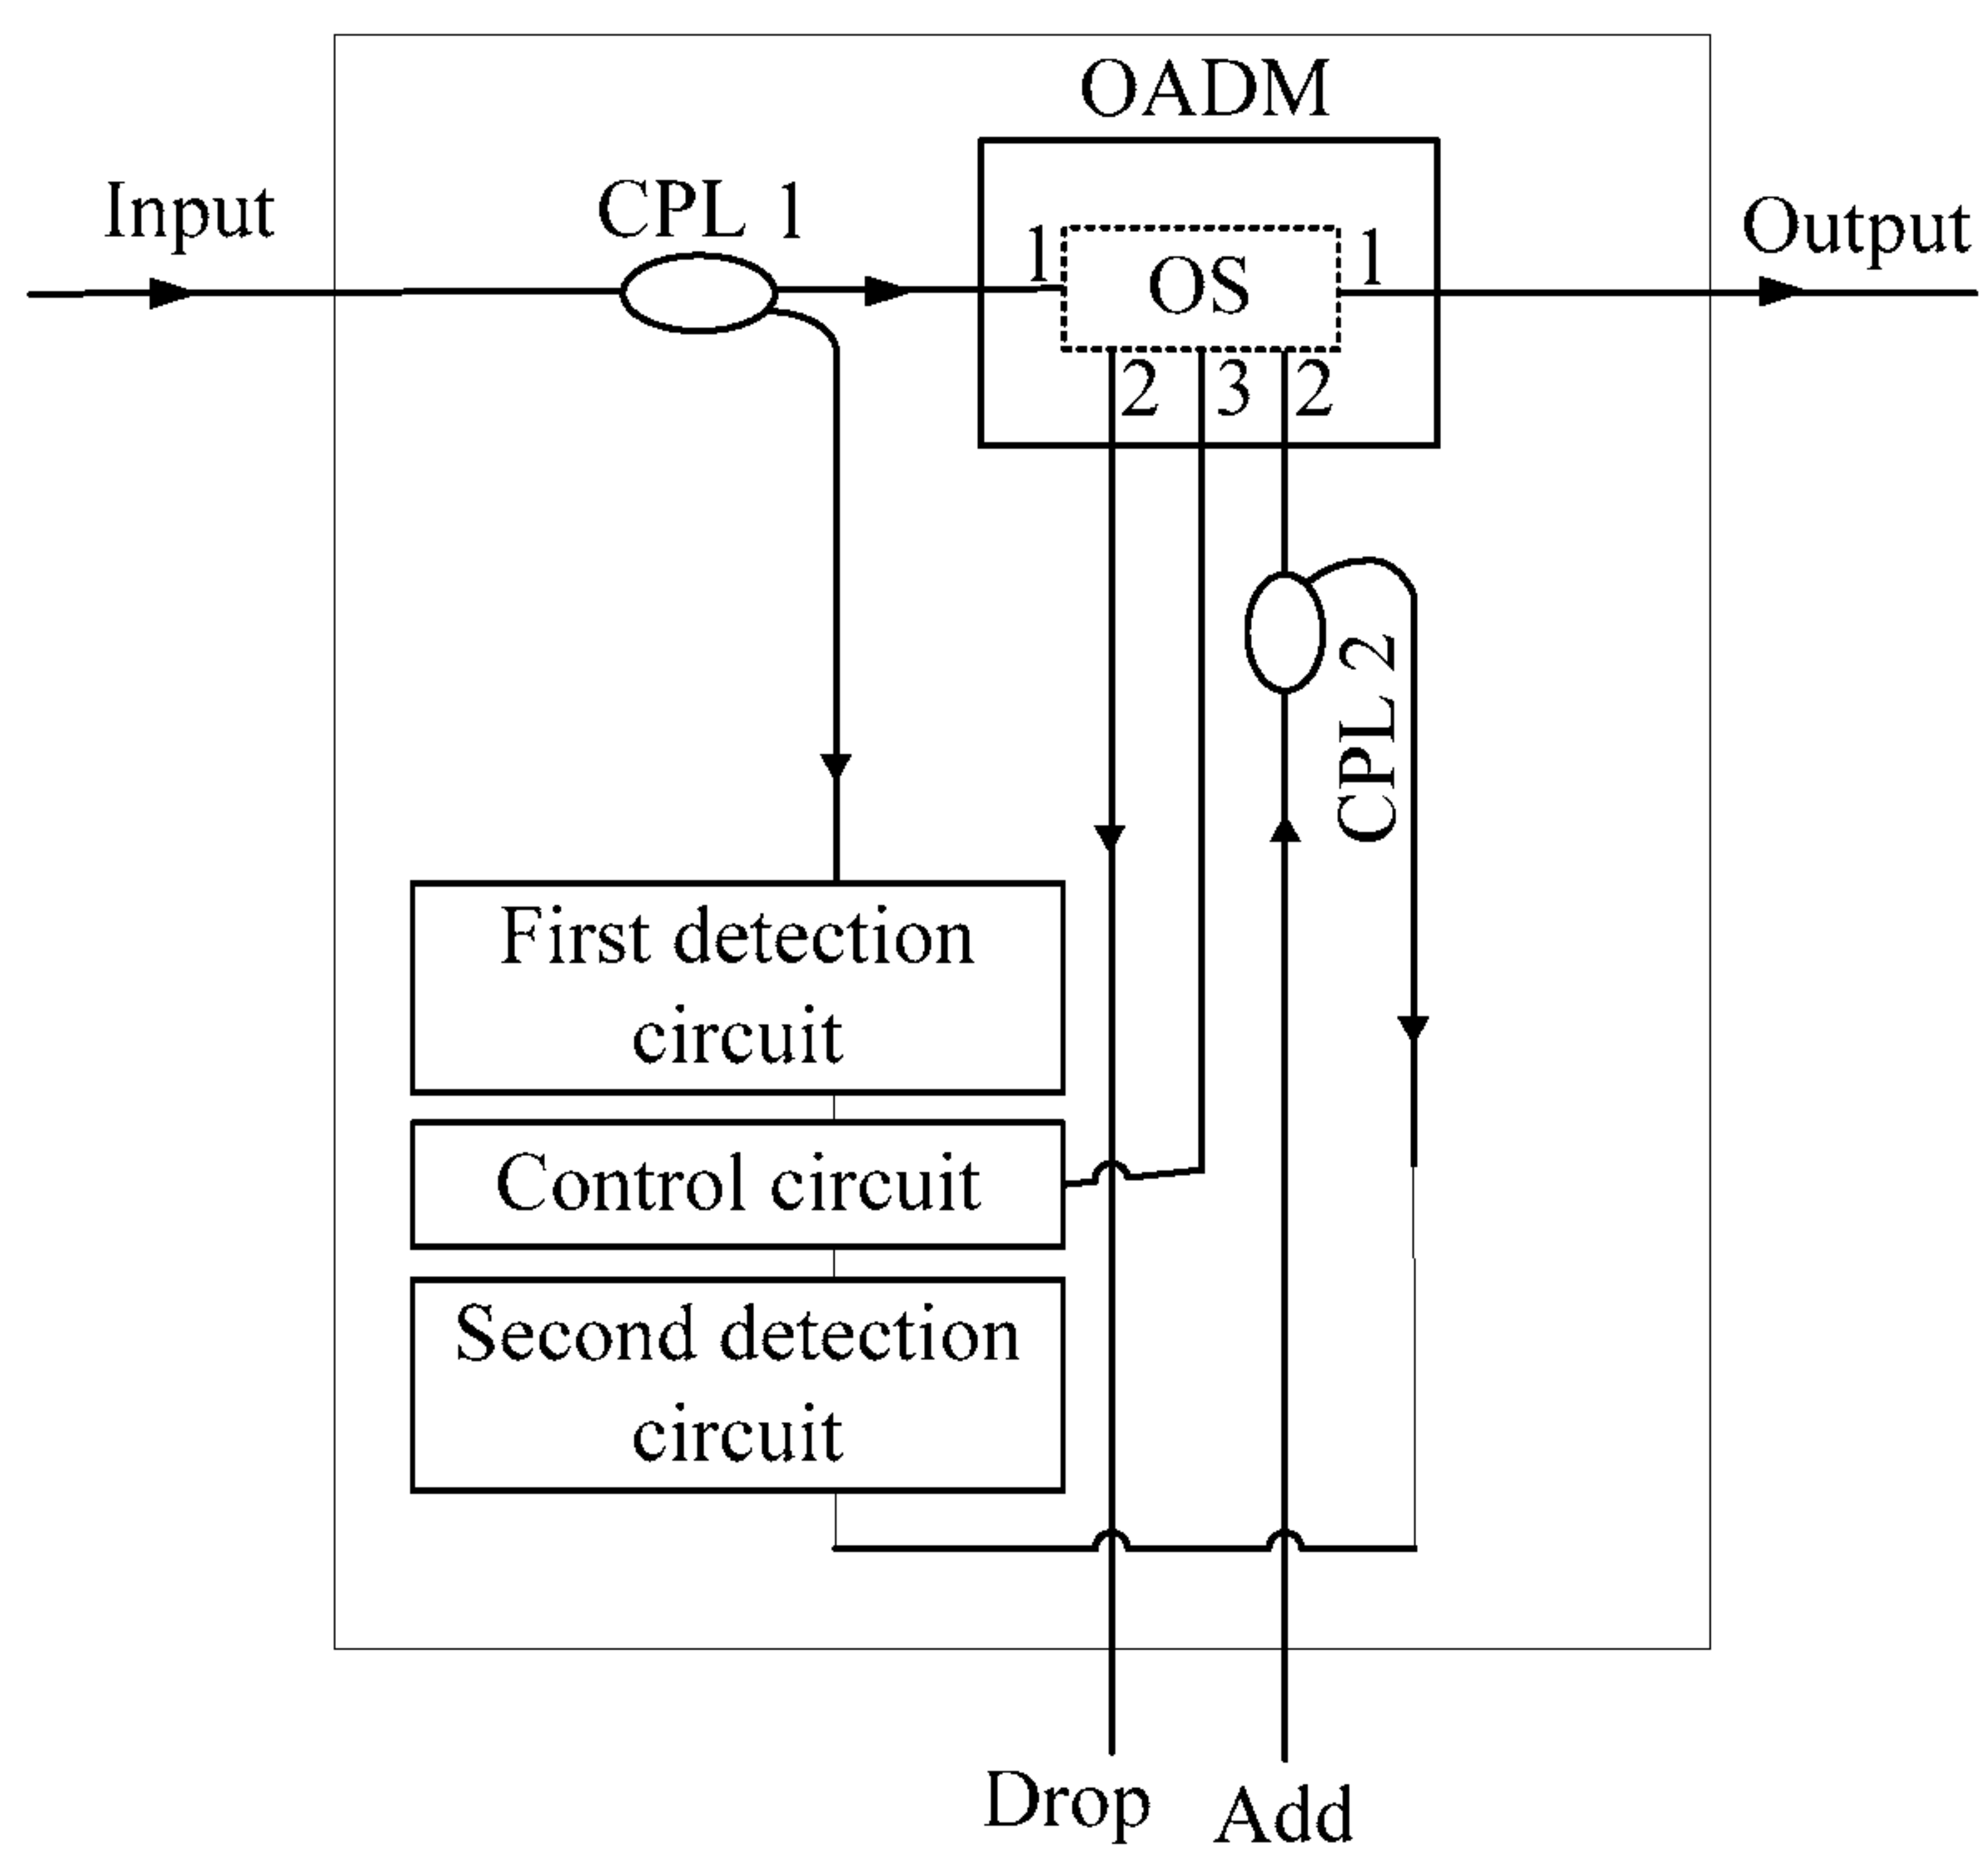 OADM
Input
CPL 1
Output
1
OS
1
2
3
2
CPL 2
First detection
circuit
Control circuit
Second detection
circuit
Drop
Add